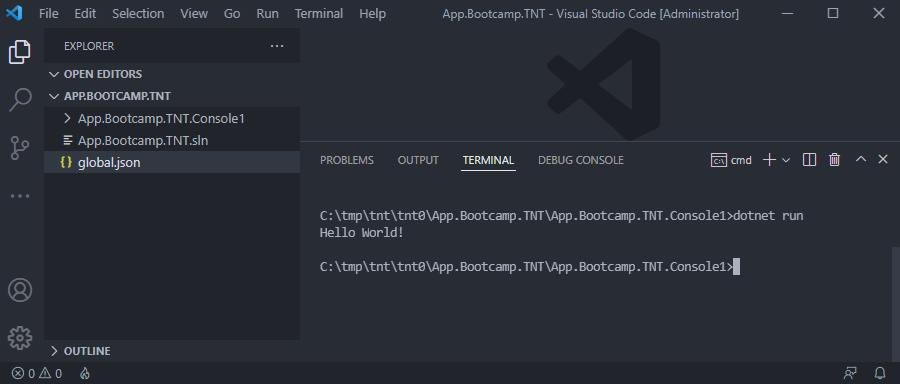 File Edit Selection View Go Run Terminal Help App.Bootcamp.TNT - Visual Studio Code [Administrator]
EXPLORER
OPEN EDITORS
APP.BOOTCAMP.TNT
App.Bootcamp.TNT.Console1
App.Bootcamp.TNT.sln
{} global.json
OUTLINE
PROBLEMS OUTPUT TERMINAL DEBUG CONSOLE cmd
C:\tmp\tnt\tnt0\App.Bootcamp.TNT\App.Bootcamp.TNT.Console1>dotnet run
Hello World!
C:\tmp\tnt\tnt0\App.Bootcamp.TNT\App.Bootcamp.TNT.Console1>
0 0